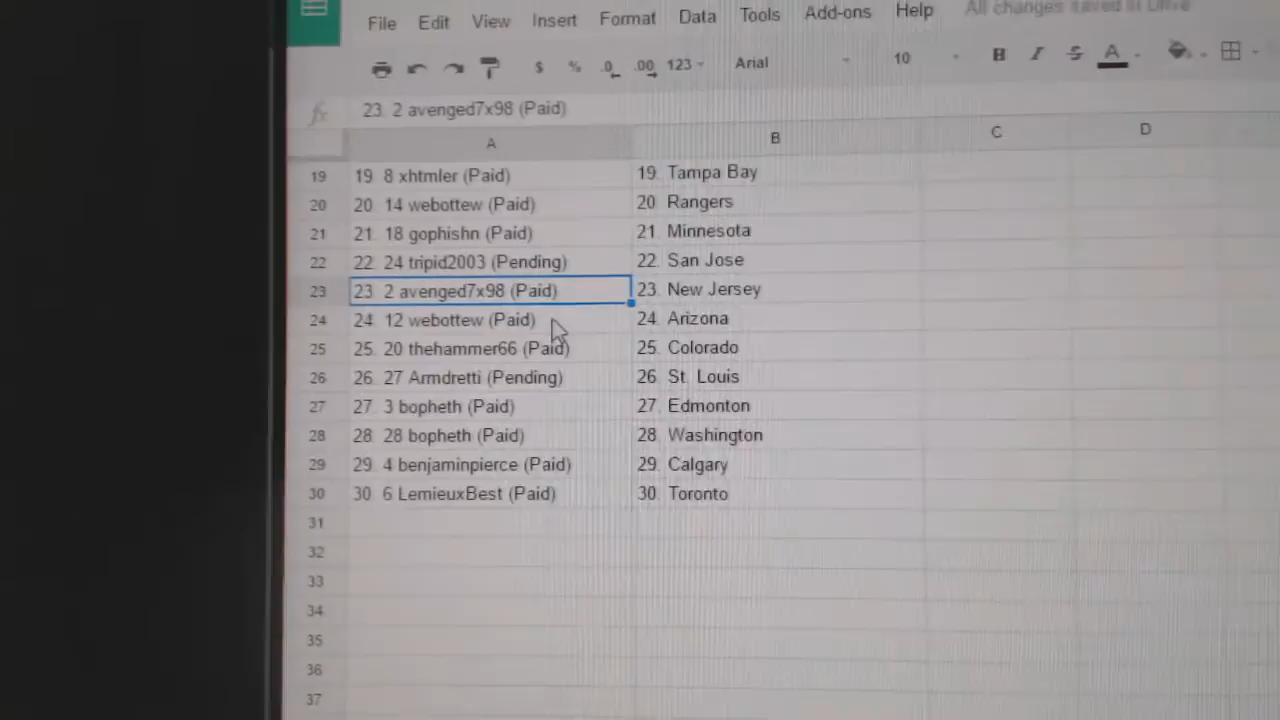 File Edit View Insert Format Data Tools Add-ons Help All changes saved in Drive
$ % .0 .00 123 Arial 10 B I S A
fx 23. 2 avenged7x98 (Paid)
A B C D
19 19. 8 xhtmler (Paid) 19. Tampa Bay
20 20. 14 webottew (Paid) 20. Rangers
21 21. 18 gophishn (Paid) 21. Minnesota
22 22. 24 tripid2003 (Pending) 22. San Jose
23 23. 2 avenged7x98 (Paid) 23. New Jersey
24 24. 12 webottew (Paid) 24. Arizona
25 25. 20 thehammer66 (Paid) 25. Colorado
26 26. 27 Armdretti (Pending) 26. St. Louis
27 27. 3 bopheth (Paid) 27. Edmonton
28 28. 28 bopheth (Paid) 28. Washington
29 29. 4 benjaminpierce (Paid) 29. Calgary
30 30. 6 LemieuxBest (Paid) 30. Toronto
31
32
33
34
35
36
37